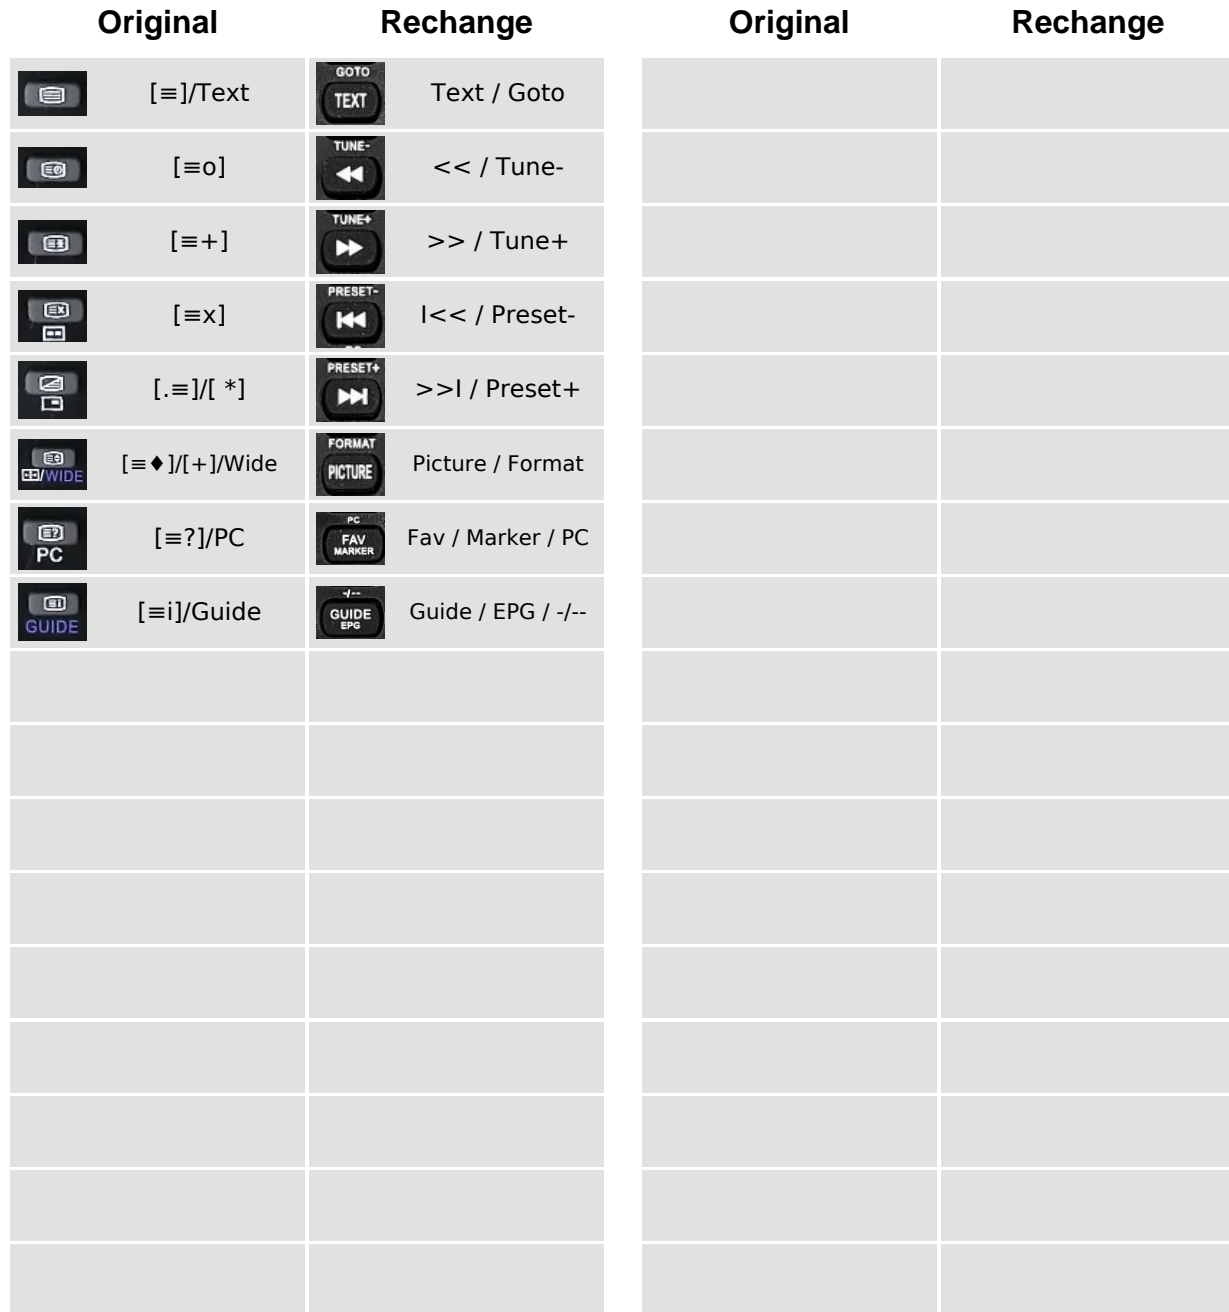 Original Rechange Original Rechange
[≡]/Text GOTO TEXT Text / Goto
[≡o] TUNE- << / Tune-
[≡+] TUNE+ >> / Tune+
[≡x] PRESET- I<< / Preset-
[.≡]/[ *] PRESET+ >>I / Preset+
WIDE [≡♦]/[+]/Wide FORMAT PICTURE Picture / Format
PC [≡?]/PC PC FAV MARKER Fav / Marker / PC
GUIDE [≡i]/Guide -/-- GUIDE EPG Guide / EPG / -/--